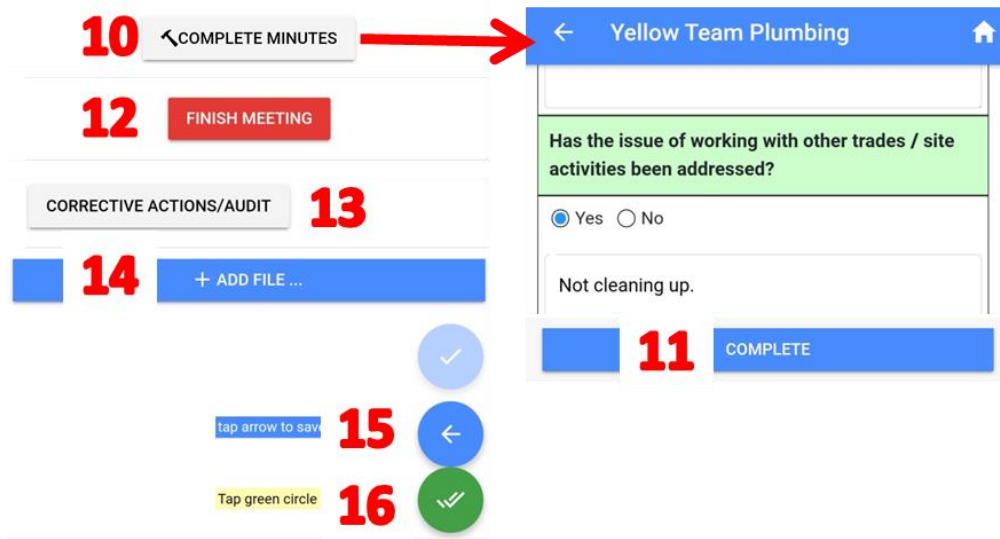 10 COMPLETE MINUTES
12 FINISH MEETING
CORRECTIVE ACTIONS/AUDIT 13
14 + ADD FILE ...
tap arrow to save 15
Tap green circle 16
Yellow Team Plumbing
Has the issue of working with other trades / site
activities been addressed?
Yes No
Not cleaning up.
11 COMPLETE